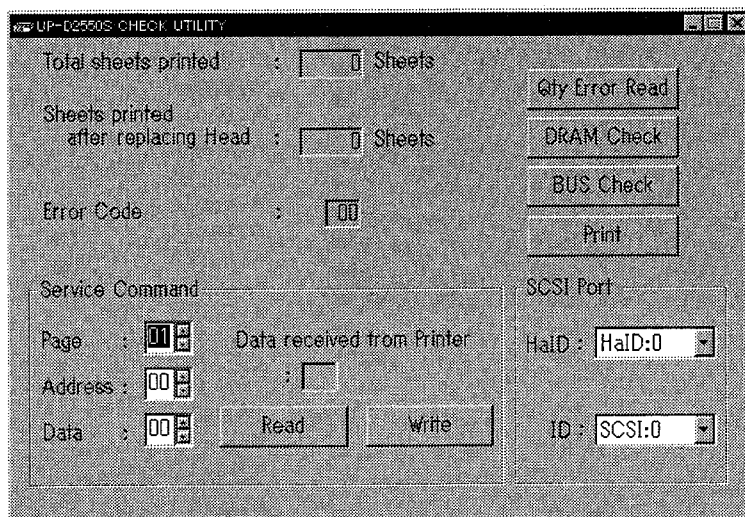 UP-D2550S CHECK UTILITY
Total sheets printed : 0 Sheets
Sheets printed
after replacing Head : 0 Sheets
Error Code : 00
Qty Error Read
DRAM Check
BUS Check
Print
Service Command
Page : 01
Address : 00
Data : 00
Data received from Printer
:
Read
Write
SCSI Port
HaID : HaID:0
ID : SCSI:0